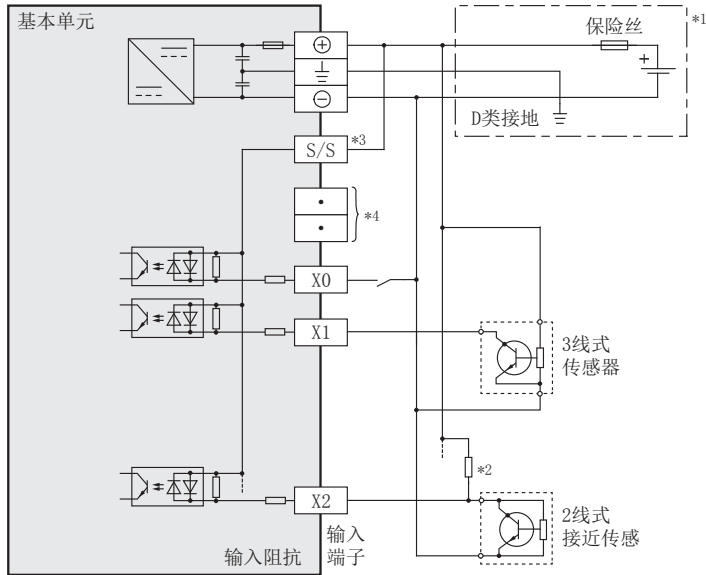 基本单元
保险丝
*1
+
D类接地
S/S
*3
*4
X0
X1
3线式
传感器
*2
X2
2线式
接近传感
输入阻抗
输入
端子